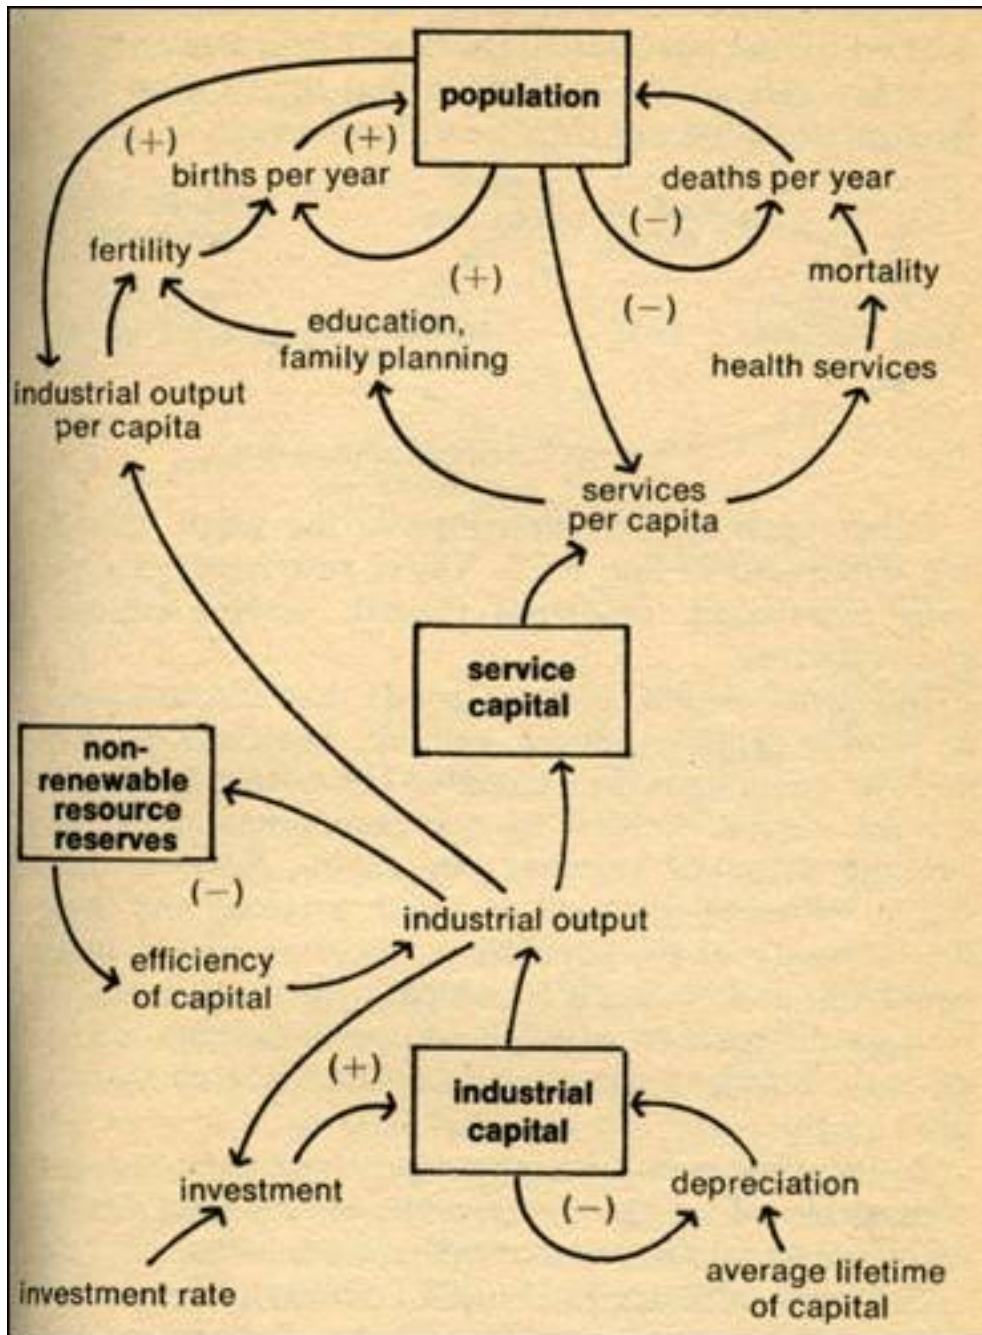 population
(+)
(+)
births per year
deaths per year
(−)
fertility
(+)
mortality
(−)
education,
family planning
health services
industrial output
per capita
services
per capita
service
capital
non-
renewable
resource
reserves
(−)
industrial output
efficiency
of capital
(+)
industrial
capital
investment
(−)
depreciation
investment rate
average lifetime
of capital